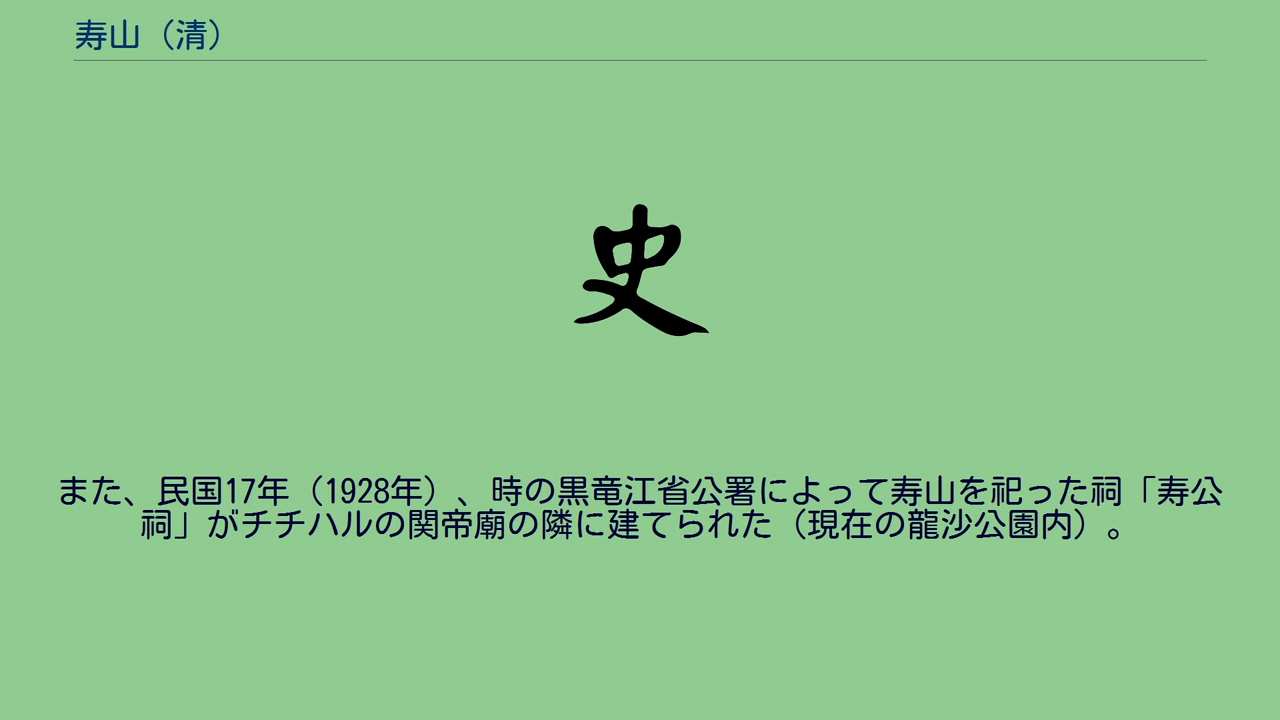 寿山（清）
史
また、民国17年（1928年）、時の黒竜江省公署によって寿山を祀った祠「寿公
祠」がチチハルの関帝廟の隣に建てられた（現在の龍沙公園内）。